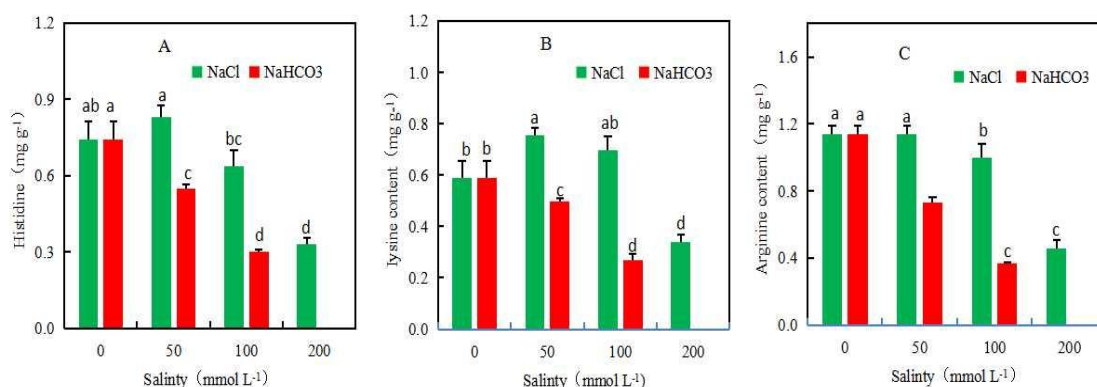 A
NaCl NaHCO3
Histidine (mg g-1)
1.2
0.9
0.6
0.3
0.0
ab a a c bc d d
0 50 100 200
Salinty (mmol L-1)
B
NaCl NaHCO3
lysine content (mg g-1)
1.2
1.0
0.8
0.6
0.4
0.2
0.0
b b a c ab d d
0 50 100 200
Salinty (mmol L-1)
C
NaCl NaHCO3
Arginine content (mg g-1)
1.6
1.2
0.8
0.4
0.0
a a a b c c
0 50 100 200
Salinty (mmol L-1)